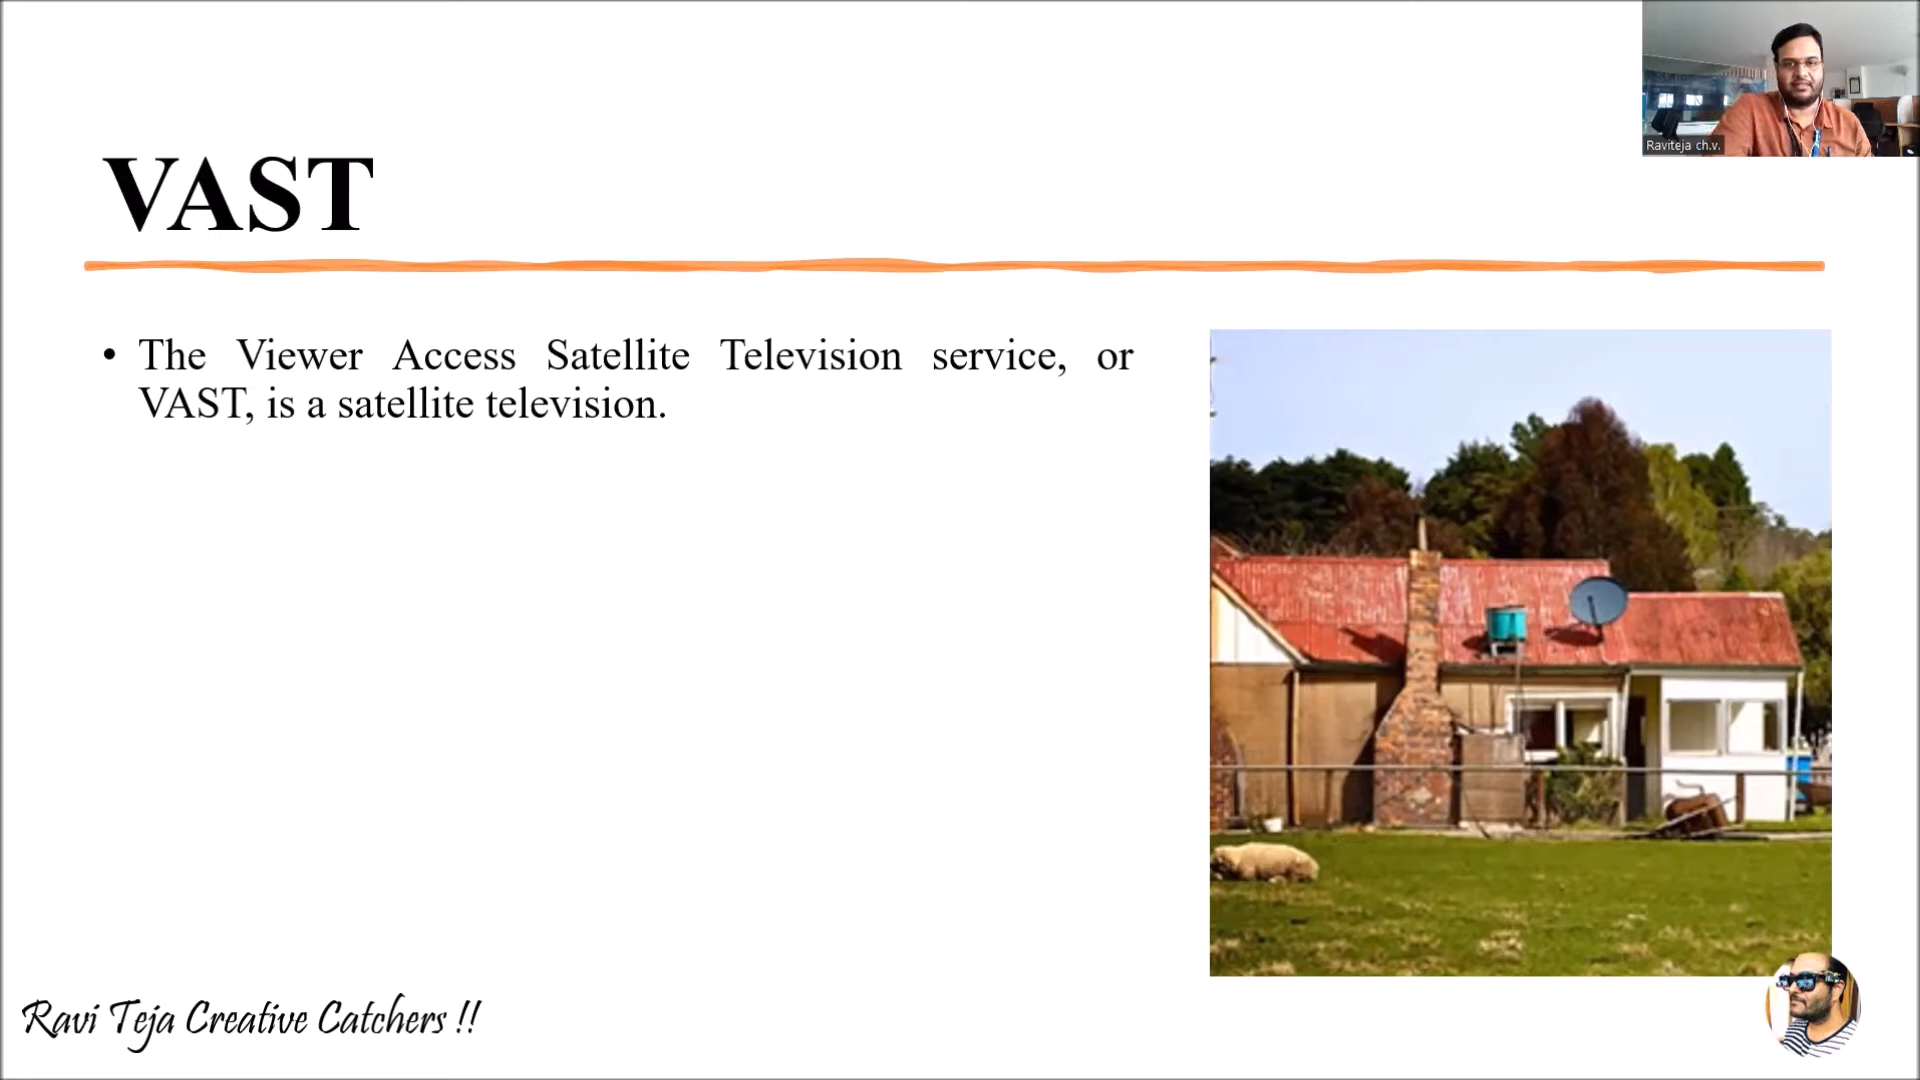 Raviteja ch.v.
VAST
• The Viewer Access Satellite Television service, or
VAST, is a satellite television.
Ravi Teja Creative Catchers !!